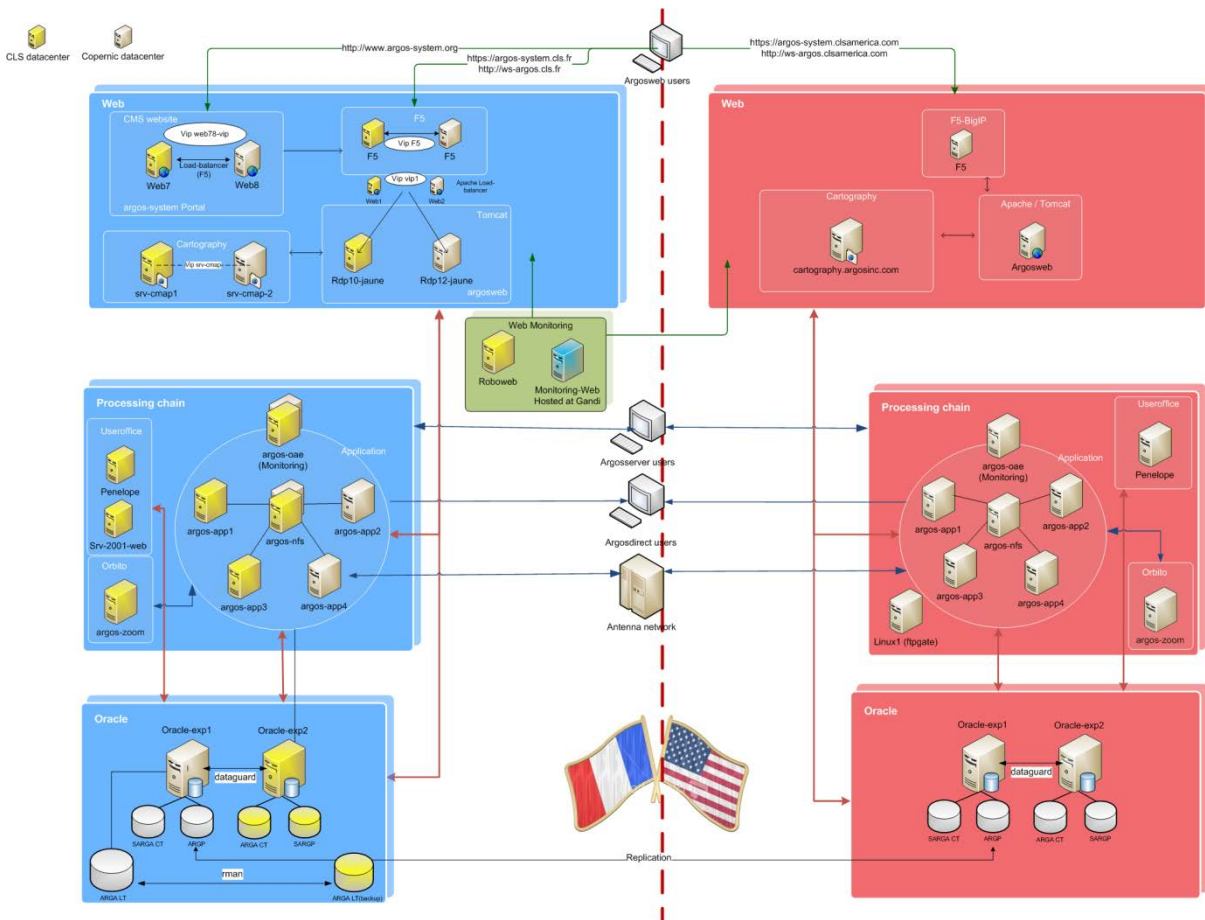 CLS datacenter
Copernic datacenter
http://www.argos-system.org
https://argos-system.cls.fr
http://ws-argos.cls.fr
Argosweb users
https://argos-system.clsamerica.com
http://ws-argos.clsamerica.com
Web
CMS website
Vip web78-vip
Load-balancer
(F5)
Web7
Web8
argos-system Portal
F5
Vip F5
F5
F5
Vip vip1
Web1
Web2
Apache Load-
balancer
Tomcat
Rdp10-jaune
Rdp12-jaune
argosweb
Cartography
Vip srv-cmap
srv-cmap1
srv-cmap-2
Web
F5-BigIP
F5
Cartography
cartography.argosinc.com
Apache / Tomcat
Argosweb
Web Monitoring
Roboweb
Monitoring-Web
Hosted at Gandi
Processing chain
Useroffice
Penelope
Srv-2001-web
Orbito
argos-zoom
argos-oae
(Monitoring)
Application
argos-app1
argos-nfs
argos-app2
argos-app3
argos-app4
Argosserver users
Argosdirect users
Antenna network
Processing chain
argos-oae
(Monitoring)
Application
argos-app1
argos-nfs
argos-app2
argos-app3
argos-app4
Linux1 (ftpgate)
Useroffice
Penelope
Orbito
argos-zoom
Oracle
Oracle-exp1
Oracle-exp2
dataguard
SARGA CT
ARGP
ARGA CT
SARGP
rman
ARGA LT
ARGA LT(backup)
Replication
Oracle
Oracle-exp1
Oracle-exp2
dataguard
SARGA CT
ARGP
ARGA CT
SARGP